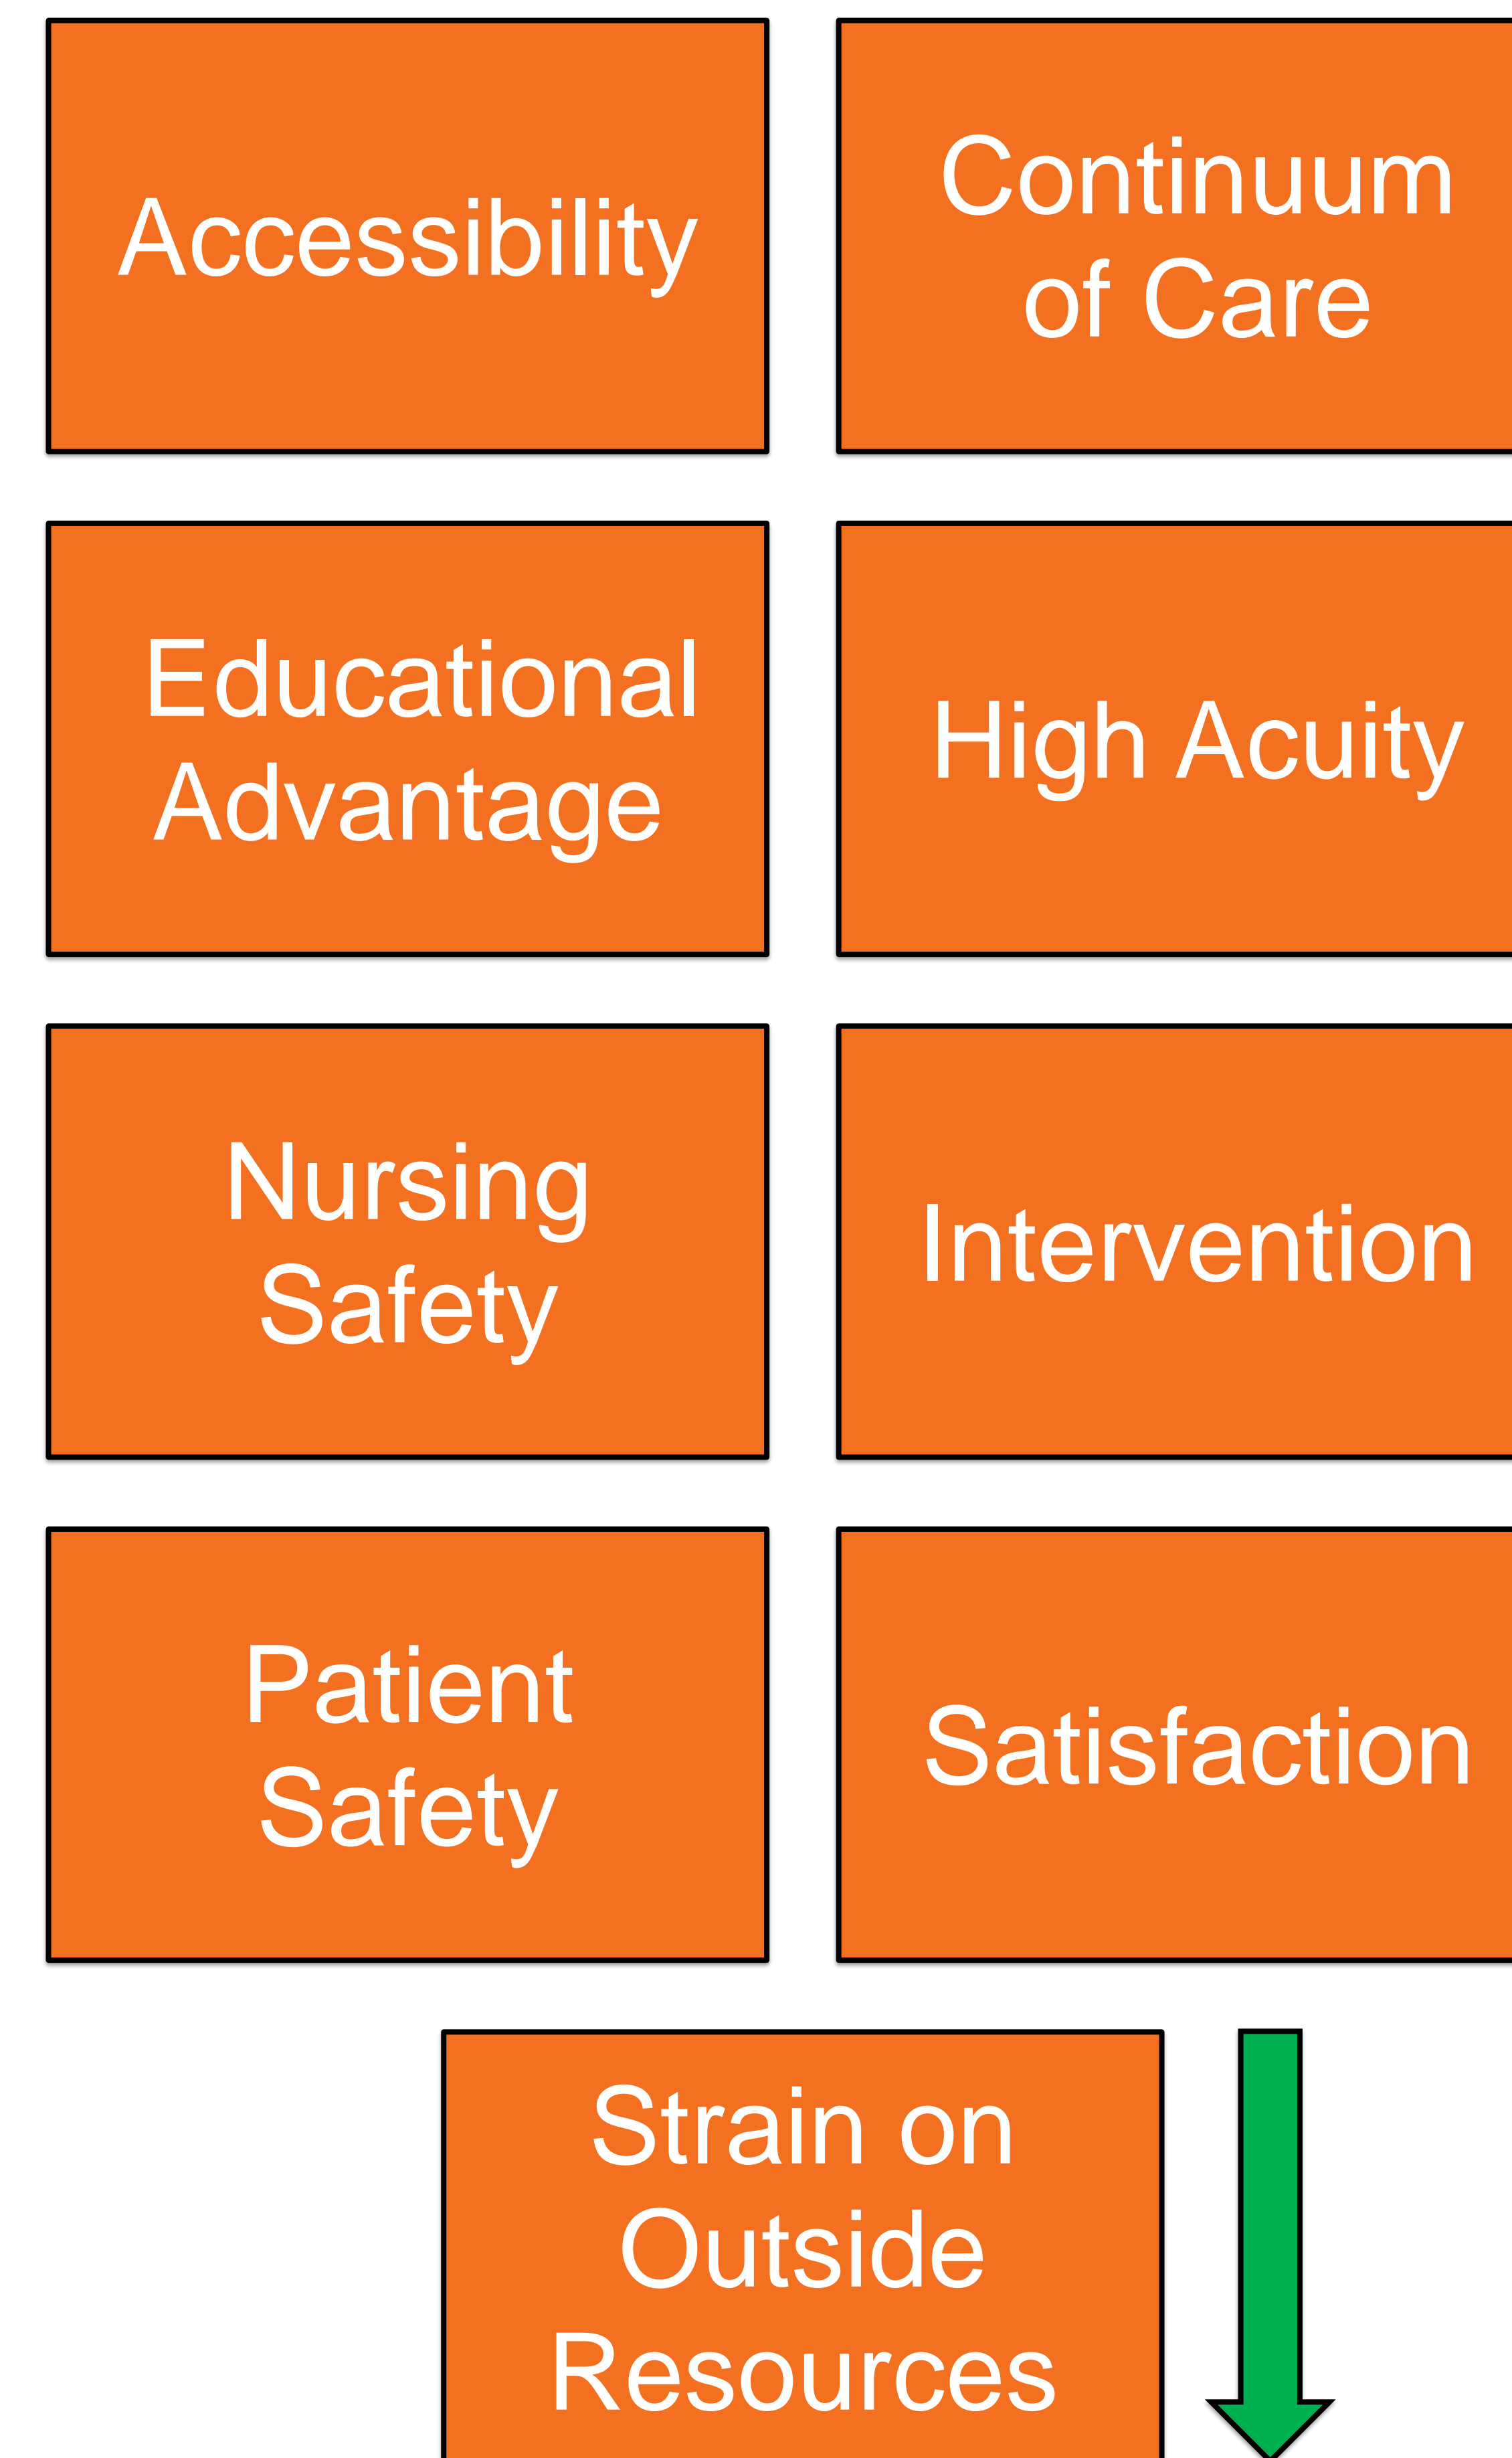 Accessibility
Continuum
of Care
Educational
Advantage
High Acuity
Nursing
Safety
Intervention
Patient
Safety
Satisfaction
Strain on
Outside
Resources